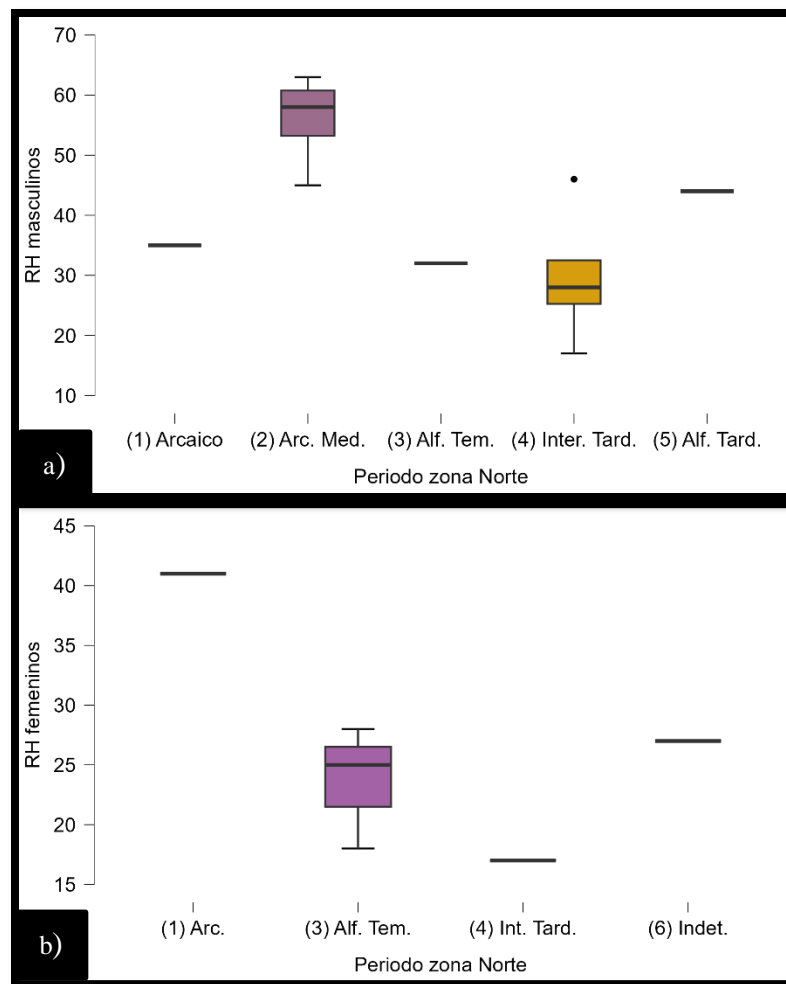 70
60
50
40
30
20
10
RH masculinos
(1) Arcaico (2) Arc. Med. (3) Alf. Tem. (4) Inter. Tard. (5) Alf. Tard.
Periodo zona Norte
a)
45
40
35
30
25
20
15
RH femeninos
(1) Arc. (3) Alf. Tem. (4) Int. Tard. (6) Indet.
Periodo zona Norte
b)